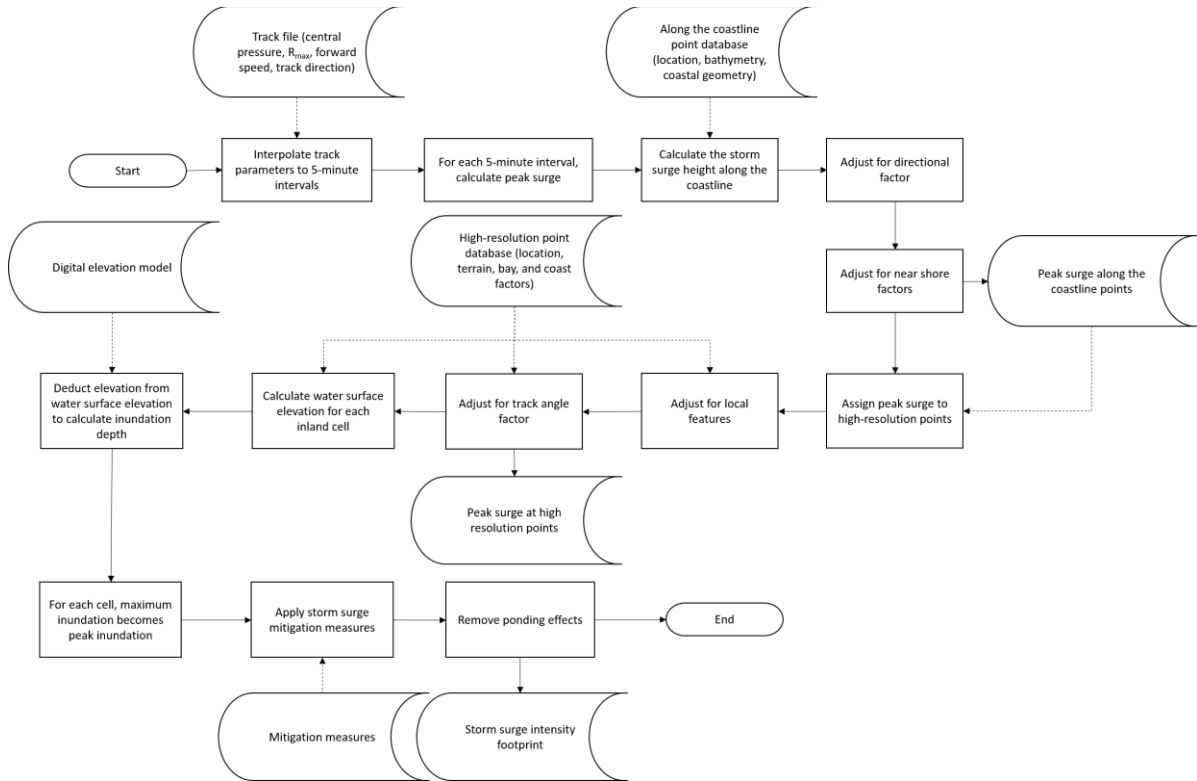 Track file (central
pressure, Rmax, forward
speed, track direction)
Along the coastline
point database
(location, bathymetry,
coastal geometry)
Start
Interpolate track
parameters to 5-minute
intervals
For each 5-minute interval,
calculate peak surge
Calculate the storm
surge height along the
coastline
Adjust for directional
factor
Digital elevation model
High-resolution point
database (location,
terrain, bay, and coast
factors)
Adjust for near shore
factors
Peak surge along the
coastline points
Deduct elevation from
water surface elevation
to calculate inundation
depth
Calculate water surface
elevation for each
inland cell
Adjust for track angle
factor
Adjust for local
features
Assign peak surge to
high-resolution points
Peak surge at high
resolution points
For each cell, maximum
inundation becomes
peak inundation
Apply storm surge
mitigation measures
Remove ponding effects
End
Mitigation measures
Storm surge intensity
footprint